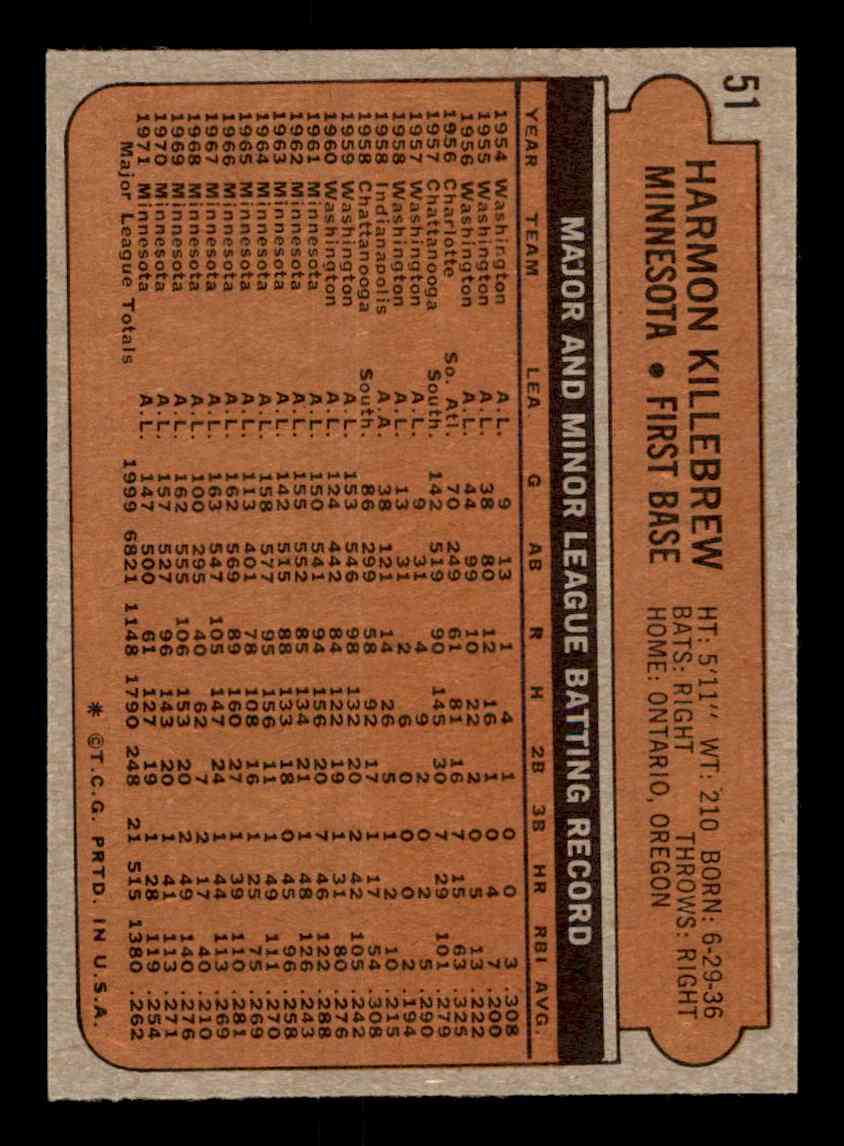 51
HARMON KILLEBREW
MINNESOTA • FIRST BASE
HT: 5'11" WT: 210 BORN: 6-29-36
BATS: RIGHT THROWS: RIGHT
HOME: ONTARIO, OREGON
MAJOR AND MINOR LEAGUE BATTING RECORD
YEAR TEAM LEA G AB R H 2B 3B HR RBI AVG.
1954 Washington A.L. 9 13 1 4 1 0 0 3 .308
1955 Washington A.L. 38 80 12 16 1 0 4 7 .200
1956 Washington A.L. 44 99 10 22 2 0 5 13 .222
1956 Charlotte So. Atl. 70 249 61 81 16 7 15 63 .325
1957 Chattanooga South. 142 519 90 145 30 7 29 101 .279
1957 Washington A.L. 9 31 4 9 2 0 2 5 .290
1958 Washington A.L. 13 31 2 6 0 0 0 2 .194
1958 Indianapolis A.A. 38 121 14 26 5 1 2 10 .215
1958 Chattanooga South. 86 299 58 92 17 1 17 54 .308
1959 Washington A.L. 153 546 98 132 20 2 42 105 .242
1960 Washington A.L. 124 442 84 122 19 1 31 80 .276
1961 Minnesota A.L. 150 541 94 156 20 7 46 122 .288
1962 Minnesota A.L. 155 552 85 134 21 1 48 126 .243
1963 Minnesota A.L. 142 515 88 133 18 0 45 96 .258
1964 Minnesota A.L. 158 577 95 156 11 1 49 111 .270
1965 Minnesota A.L. 113 401 78 108 16 1 25 75 .269
1966 Minnesota A.L. 162 569 89 160 27 1 39 110 .281
1967 Minnesota A.L. 163 547 105 147 24 1 44 113 .269
1968 Minnesota A.L. 100 295 40 62 7 2 17 40 .210
1969 Minnesota A.L. 162 555 106 153 20 2 49 140 .276
1970 Minnesota A.L. 157 527 96 143 20 1 41 113 .271
1971 Minnesota A.L. 147 500 61 127 19 1 28 119 .254
Major League Totals 1999 6821 1148 1790 248 21 515 1380 .262
* ©T.C.G. PRTD. IN U.S.A.